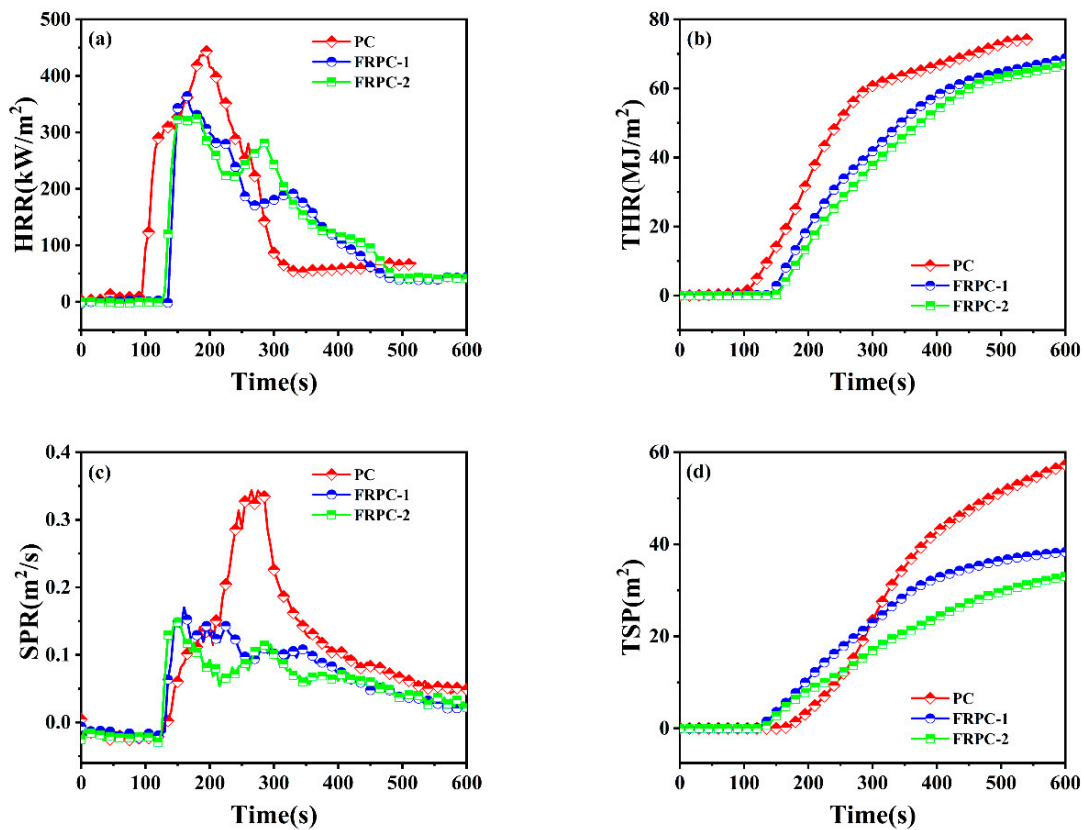 (a)
PC
FRPC-1
FRPC-2
HRR(kW/m²)
500
400
300
200
100
0
0 100 200 300 400 500 600
Time(s)
(b)
PC
FRPC-1
FRPC-2
THR(MJ/m²)
80
60
40
20
0
0 100 200 300 400 500 600
Time(s)
(c)
PC
FRPC-1
FRPC-2
SPR(m²/s)
0.4
0.3
0.2
0.1
0.0
0 100 200 300 400 500 600
Time(s)
(d)
PC
FRPC-1
FRPC-2
TSP(m²)
60
40
20
0
0 100 200 300 400 500 600
Time(s)